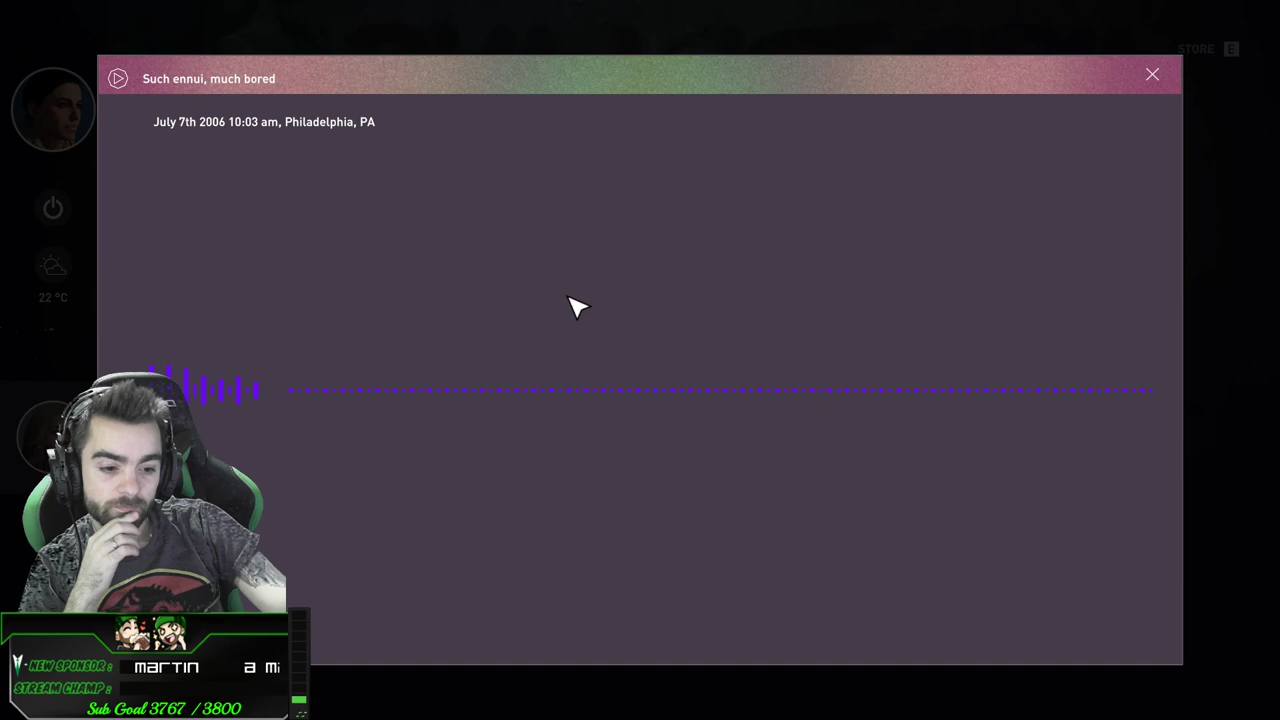 STORE E
Such ennui, much bored
July 7th 2006 10:03 am, Philadelphia, PA
22 °C
-NEW SPONSOR : martin a mi
STREAM CHAMP :
Sub Goal 3767 / 3800